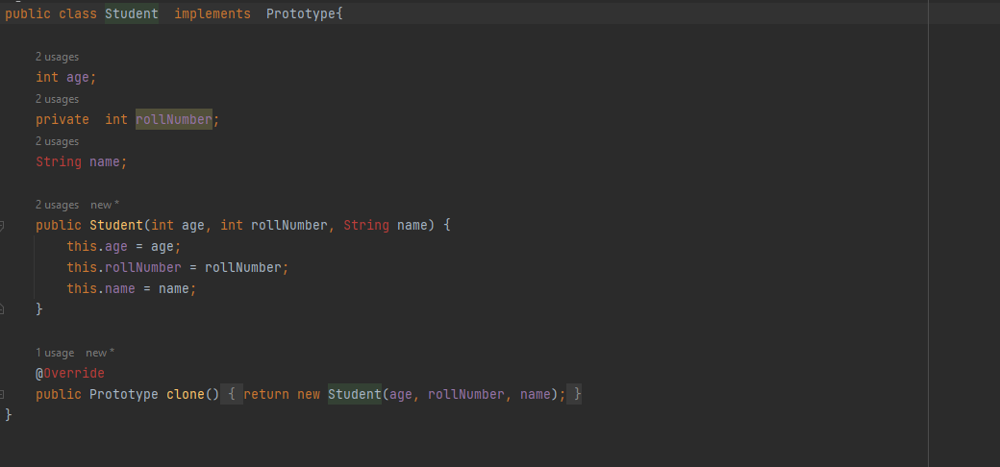 public class Student  implements  Prototype{
2 usages
int age;
2 usages
private  int rollNumber;
2 usages
String name;
2 usages   new *
public Student(int age, int rollNumber, String name) {
this.age = age;
this.rollNumber = rollNumber;
this.name = name;
}
1 usage   new *
@Override
public Prototype clone() { return new Student(age, rollNumber, name); }
}